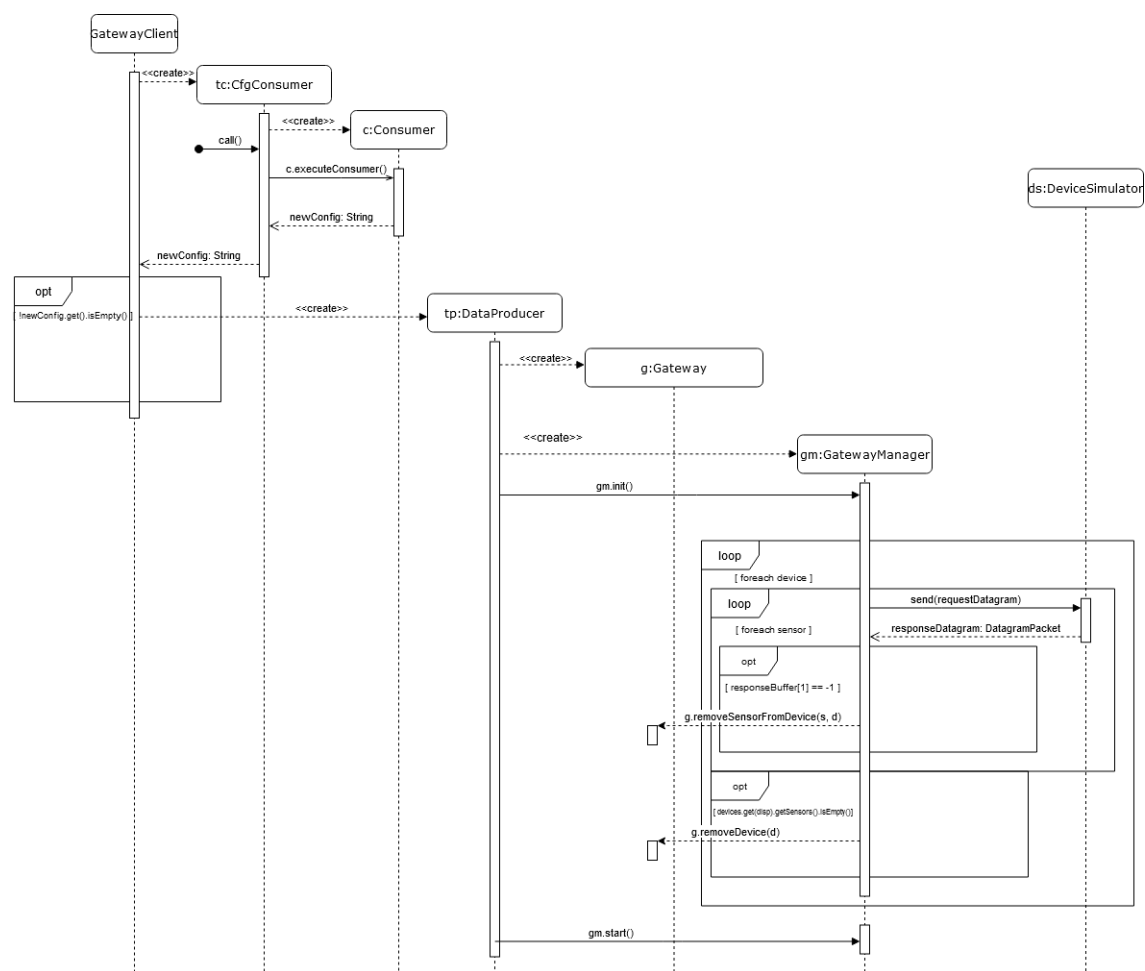 GatewayClient
<<create>>
tc:CfgConsumer
<<create>>
c:Consumer
call()
c.executeConsumer()
ds:DeviceSimulator
newConfig: String
newConfig: String
opt
[ !newConfig.get().isEmpty() ]
<<create>>
tp:DataProducer
<<create>>
g:Gateway
<<create>>
gm:GatewayManager
gm.init()
loop
[ foreach device ]
loop
send(requestDatagram)
[ foreach sensor ]
responseDatagram: DatagramPacket
opt
[ responseBuffer[1] == -1 ]
g.removeSensorFromDevice(s, d)
opt
[ devices.get(disp).getSensors().isEmpty()]
g.removeDevice(d)
gm.start()